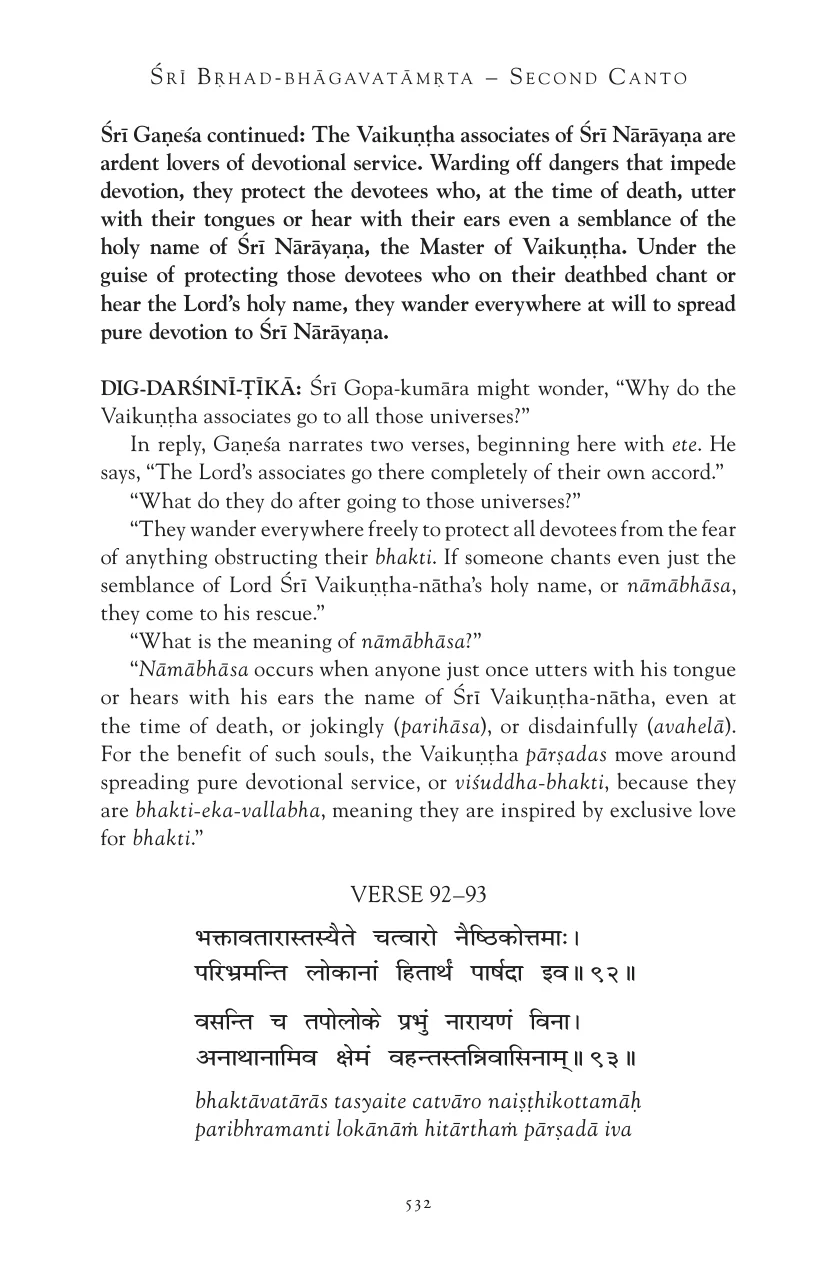 ŚRĪ BṚHAD-BHĀGAVATĀMṚTA – SECOND CANTO
Śrī Gaṇeśa continued: The Vaikuṇṭha associates of Śrī Nārāyaṇa are
ardent lovers of devotional service. Warding off dangers that impede
devotion, they protect the devotees who, at the time of death, utter
with their tongues or hear with their ears even a semblance of the
holy name of Śrī Nārāyaṇa, the Master of Vaikuṇṭha. Under the
guise of protecting those devotees who on their deathbed chant or
hear the Lord’s holy name, they wander everywhere at will to spread
pure devotion to Śrī Nārāyaṇa.
DIG-DARŚINĪ-ṬĪKĀ: Śrī Gopa-kumāra might wonder, “Why do the
Vaikuṇṭha associates go to all those universes?”
In reply, Gaṇeśa narrates two verses, beginning here with ete. He
says, “The Lord’s associates go there completely of their own accord.”
“What do they do after going to those universes?”
“They wander everywhere freely to protect all devotees from the fear
of anything obstructing their bhakti. If someone chants even just the
semblance of Lord Śrī Vaikuṇṭha-nātha’s holy name, or nāmābhāsa,
they come to his rescue.”
“What is the meaning of nāmābhāsa?”
“Nāmābhāsa occurs when anyone just once utters with his tongue
or hears with his ears the name of Śrī Vaikuṇṭha-nātha, even at
the time of death, or jokingly (parihāsa), or disdainfully (avahelā).
For the benefit of such souls, the Vaikuṇṭha pārṣadas move around
spreading pure devotional service, or viśuddha-bhakti, because they
are bhakti-eka-vallabha, meaning they are inspired by exclusive love
for bhakti.”
VERSE 92–93
भक्तावतारास्तस्यैते चत्वारो नैष्ठिकोत्तमाः।
परिभ्रमन्ति लोकानां हितार्थं पार्षदा इव॥ ९२॥
वसन्ति च तपोलोके प्रभुं नारायणं विना।
अनाथानामिव क्षेमं वहन्तस्तन्निवासिनाम्॥ ९३॥
bhaktāvatārās tasyaite catvāro naiṣṭhikottamāḥ
paribhramanti lokānāṁ hitārthaṁ pārṣadā iva
532